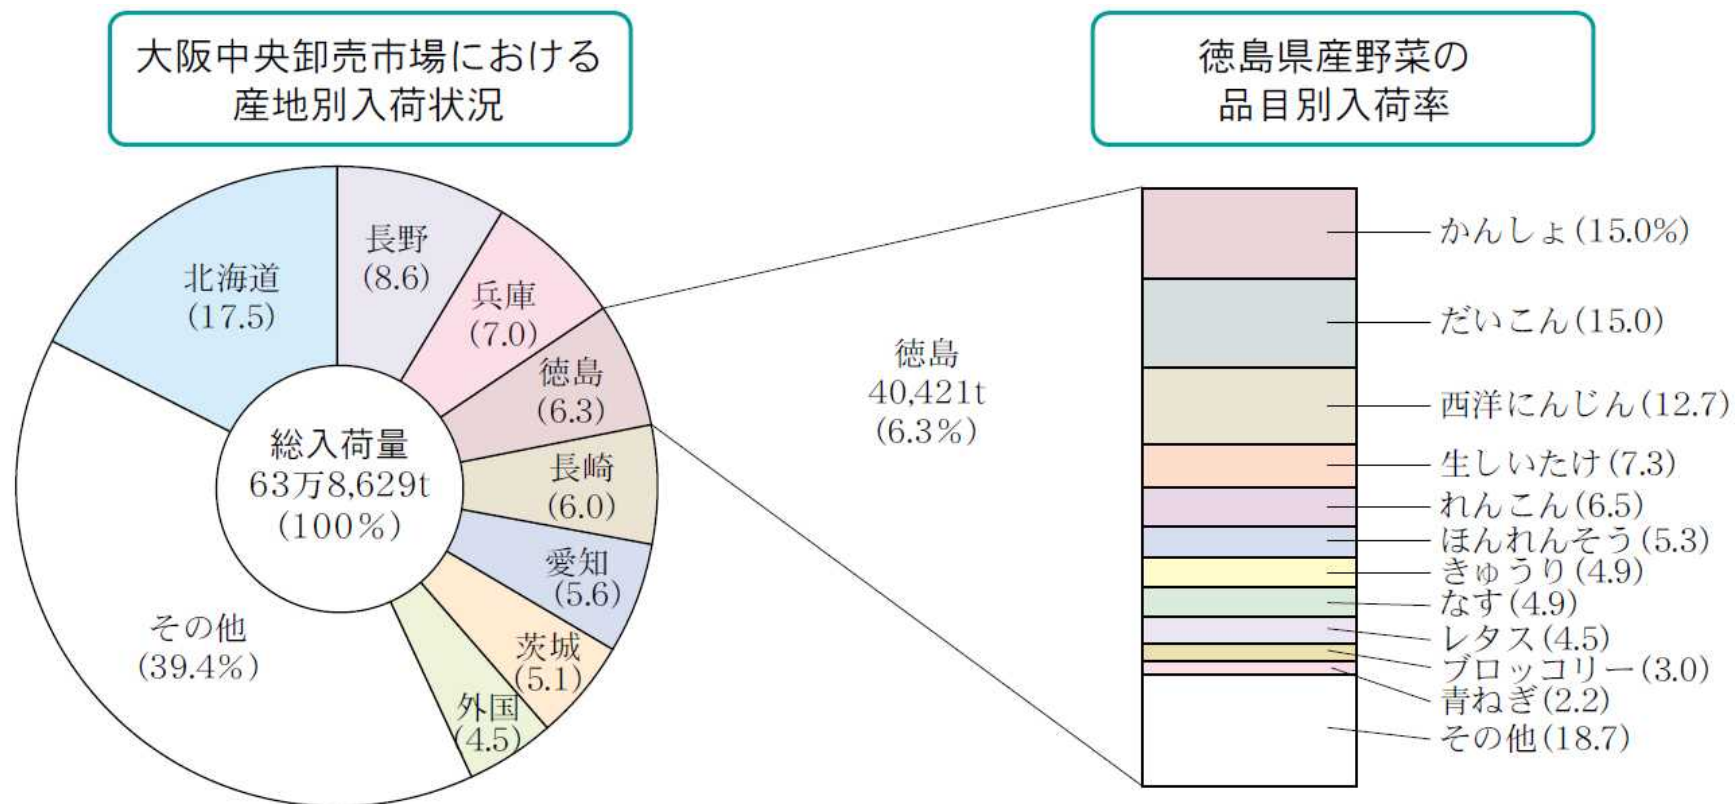 大阪中央卸売市場における
産地別入荷状況
徳島県産野菜の
品目別入荷率
長野
(8.6)
兵庫
(7.0)
徳島
(6.3)
長崎
(6.0)
愛知
(5.6)
茨城
(5.1)
外国
(4.5)
その他
(39.4%)
北海道
(17.5)
総入荷量
63万8,629t
(100%)
徳島
40,421t
(6.3%)
かんしょ(15.0%)
だいこん(15.0)
西洋にんじん(12.7)
生しいたけ(7.3)
れんこん(6.5)
ほんれんそう(5.3)
きゅうり(4.9)
なす(4.9)
レタス(4.5)
ブロッコリー(3.0)
青ねぎ(2.2)
その他(18.7)